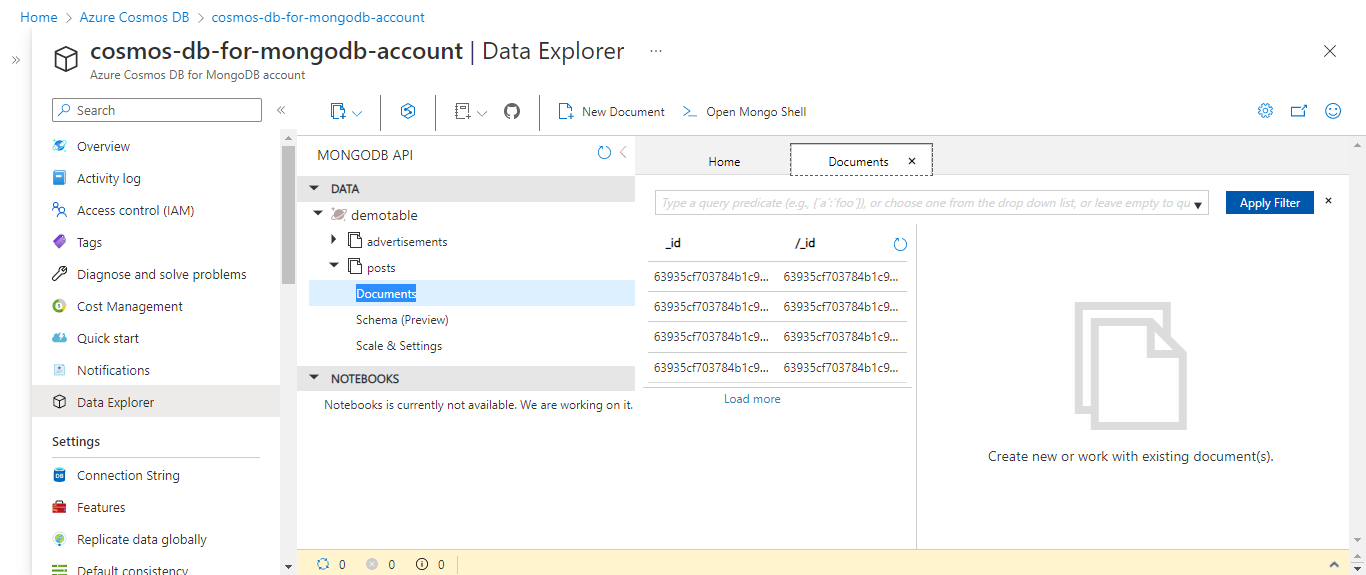 Home > Azure Cosmos DB > cosmos-db-for-mongodb-account
cosmos-db-for-mongodb-account | Data Explorer ...
Azure Cosmos DB for MongoDB account
Search
New Document
Open Mongo Shell
Overview
Activity log
Access control (IAM)
Tags
Diagnose and solve problems
Cost Management
Quick start
Notifications
Data Explorer
Settings
Connection String
Features
Replicate data globally
Default consistency
MONGODB API
DATA
demotable
advertisements
posts
Documents
Schema (Preview)
Scale & Settings
NOTEBOOKS
Notebooks is currently not available. We are working on it.
Home
Documents
Type a query predicate (e.g., {´a´:´foo´}), or choose one from the drop down list, or leave empty to qu
Apply Filter
_id /_id
63935cf703784b1c9... 63935cf703784b1c9...
63935cf703784b1c9... 63935cf703784b1c9...
63935cf703784b1c9... 63935cf703784b1c9...
63935cf703784b1c9... 63935cf703784b1c9...
Load more
Create new or work with existing document(s).
0 0 0